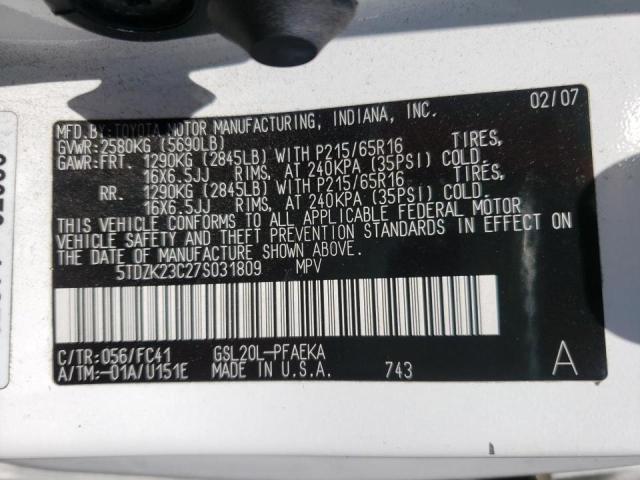 MFD.BY:TOYOTA MOTOR MANUFACTURING, INDIANA, INC. 02/07
GVWR:2580KG (5690LB)
GAWR:FRT. 1290KG (2845LB) WITH P215/65R16 TIRES,
16X6.5JJ RIMS, AT 240KPA (35PSI) COLD.
RR. 1290KG (2845LB) WITH P215/65R16 TIRES,
16X6.5JJ RIMS, AT 240KPA (35PSI) COLD.
THIS VEHICLE CONFORMS TO ALL APPLICABLE FEDERAL MOTOR
VEHICLE SAFETY AND THEFT PREVENTION STANDARDS IN EFFECT ON
THE DATE OF MANUFACTURE SHOWN ABOVE.
5TDZK23C27S031809 MPV
C/TR:056/FC41 GSL20L-PFAEKA
A/TM:-01A/U151E MADE IN U.S.A. 743 A